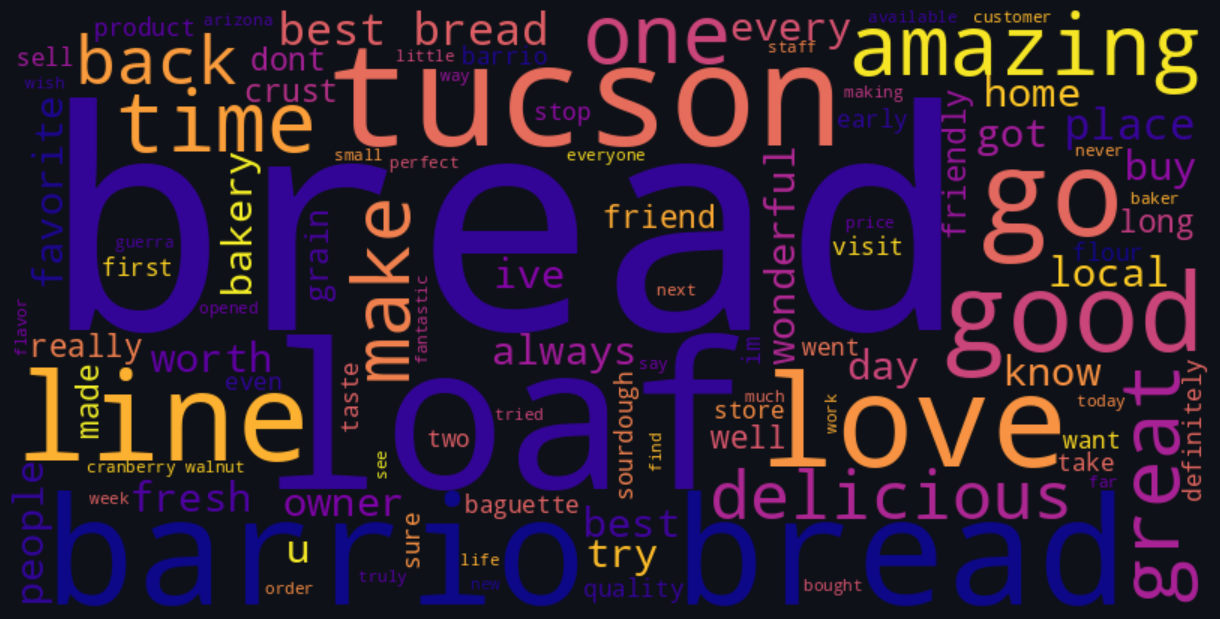 product
arizona
best bread
one
every
available
customer
sell
back
dont
little
barrio
staff
amazing
wish
crust
way
tucson
making
home
favorite
time
stop
early
friendly
got
place
small
perfect
everyone
never
buy
bread
bakery
grain
make
friend
wonderful
price
go
baker
long
guerra
first
ive
visit
flour
local
opened
fantastic
next
good
flavor
really
worth
always
say
im
went
day
know
made
even
taste
loaf
sourdough
much
store
work
love
today
great
definitely
line
tried
two
find
well
want
take
cranberry walnut
see
far
people
week
fresh
owner
baguette
best
delicious
barrio bread
u
sure
life
try
order
truly
new
quality
bought